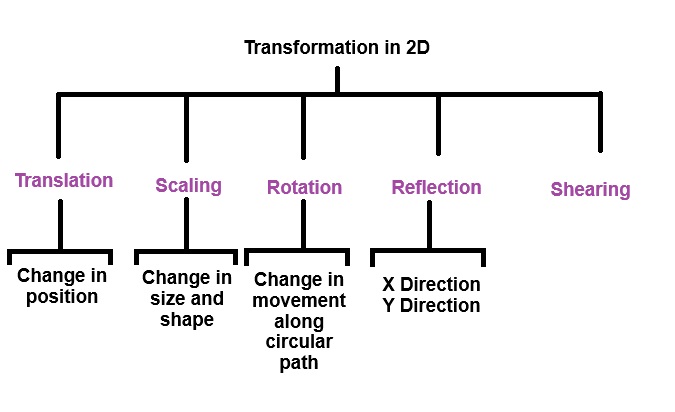 Transformation in 2D
Translation
Scaling
Rotation
Reflection
Shearing
Change in
position
Change in
size and
shape
Change in
movement
along
circular
path
X Direction
Y Direction